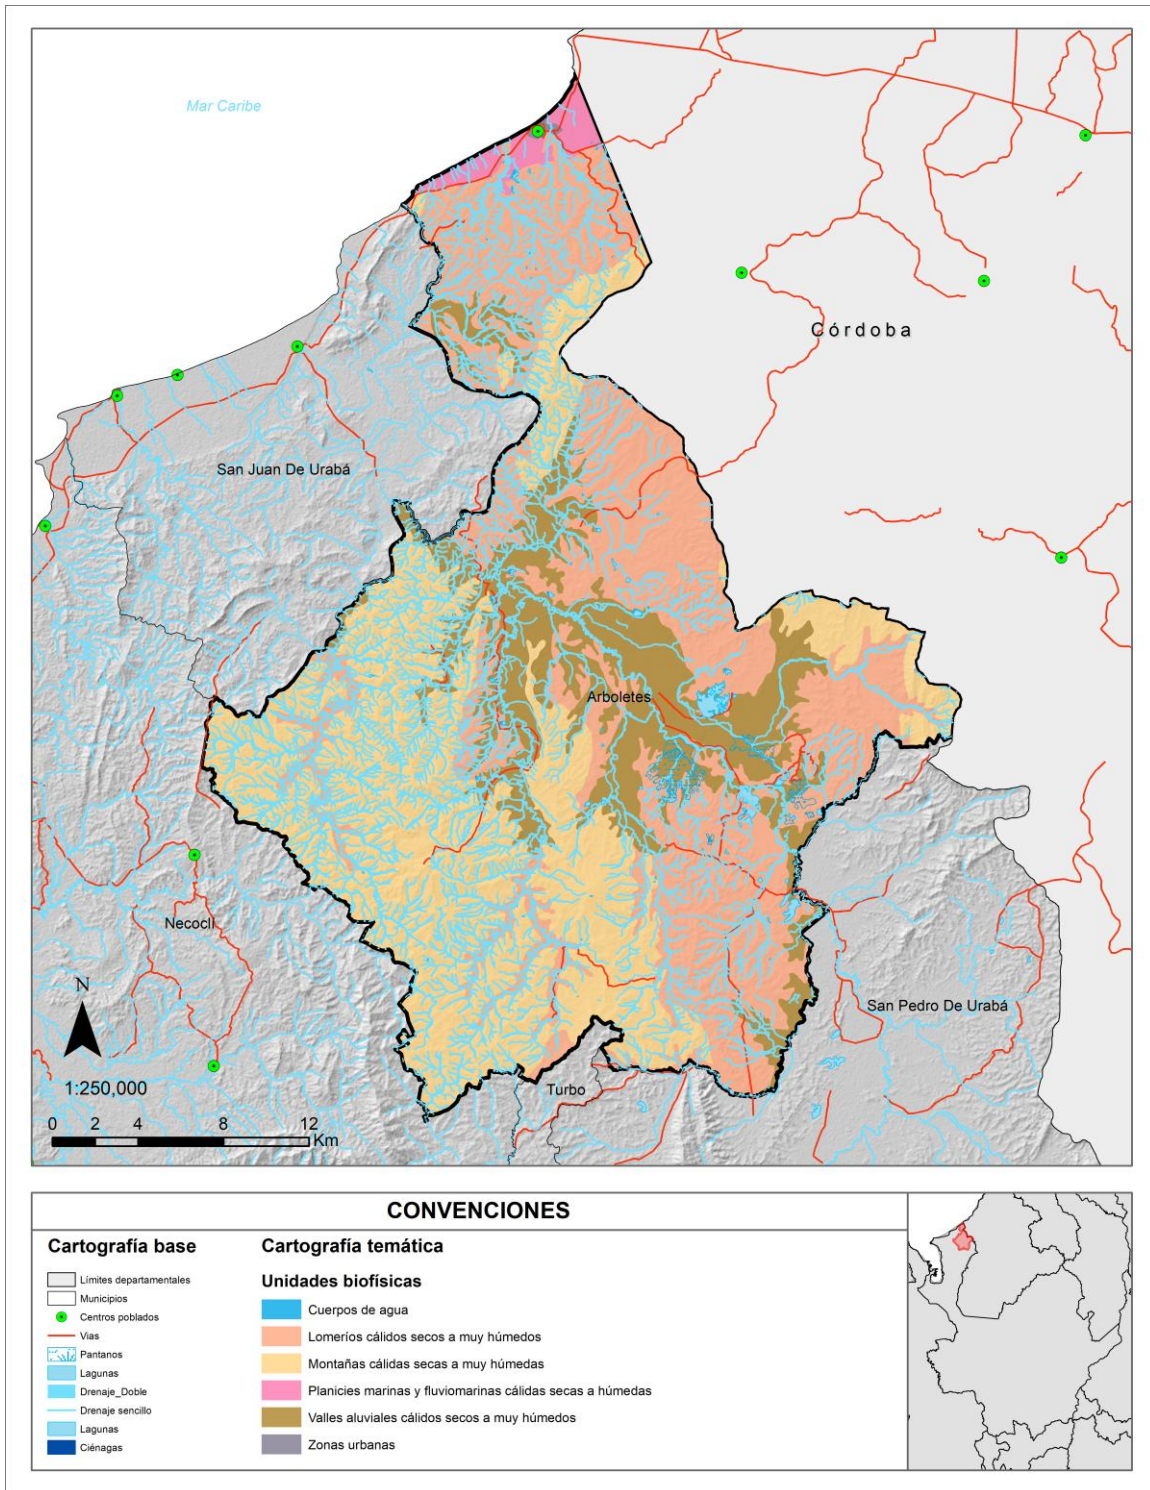 Mar Caribe
Córdoba
San Juan De Urabá
Arboletes
Necoclí
San Pedro De Urabá
Turbo
N
1:250,000
0 2 4 8 12
Km
CONVENCIONES
Cartografía base
Límites departamentales
Municipios
Centros poblados
Vias
Pantanos
Lagunas
Drenaje_Doble
Drenaje sencillo
Lagunas
Ciénagas
Cartografía temática
Unidades biofísicas
Cuerpos de agua
Lomeríos cálidos secos a muy húmedos
Montañas cálidas secas a muy húmedas
Planicies marinas y fluviomarinas cálidas secas a húmedas
Valles aluviales cálidos secos a muy húmedos
Zonas urbanas